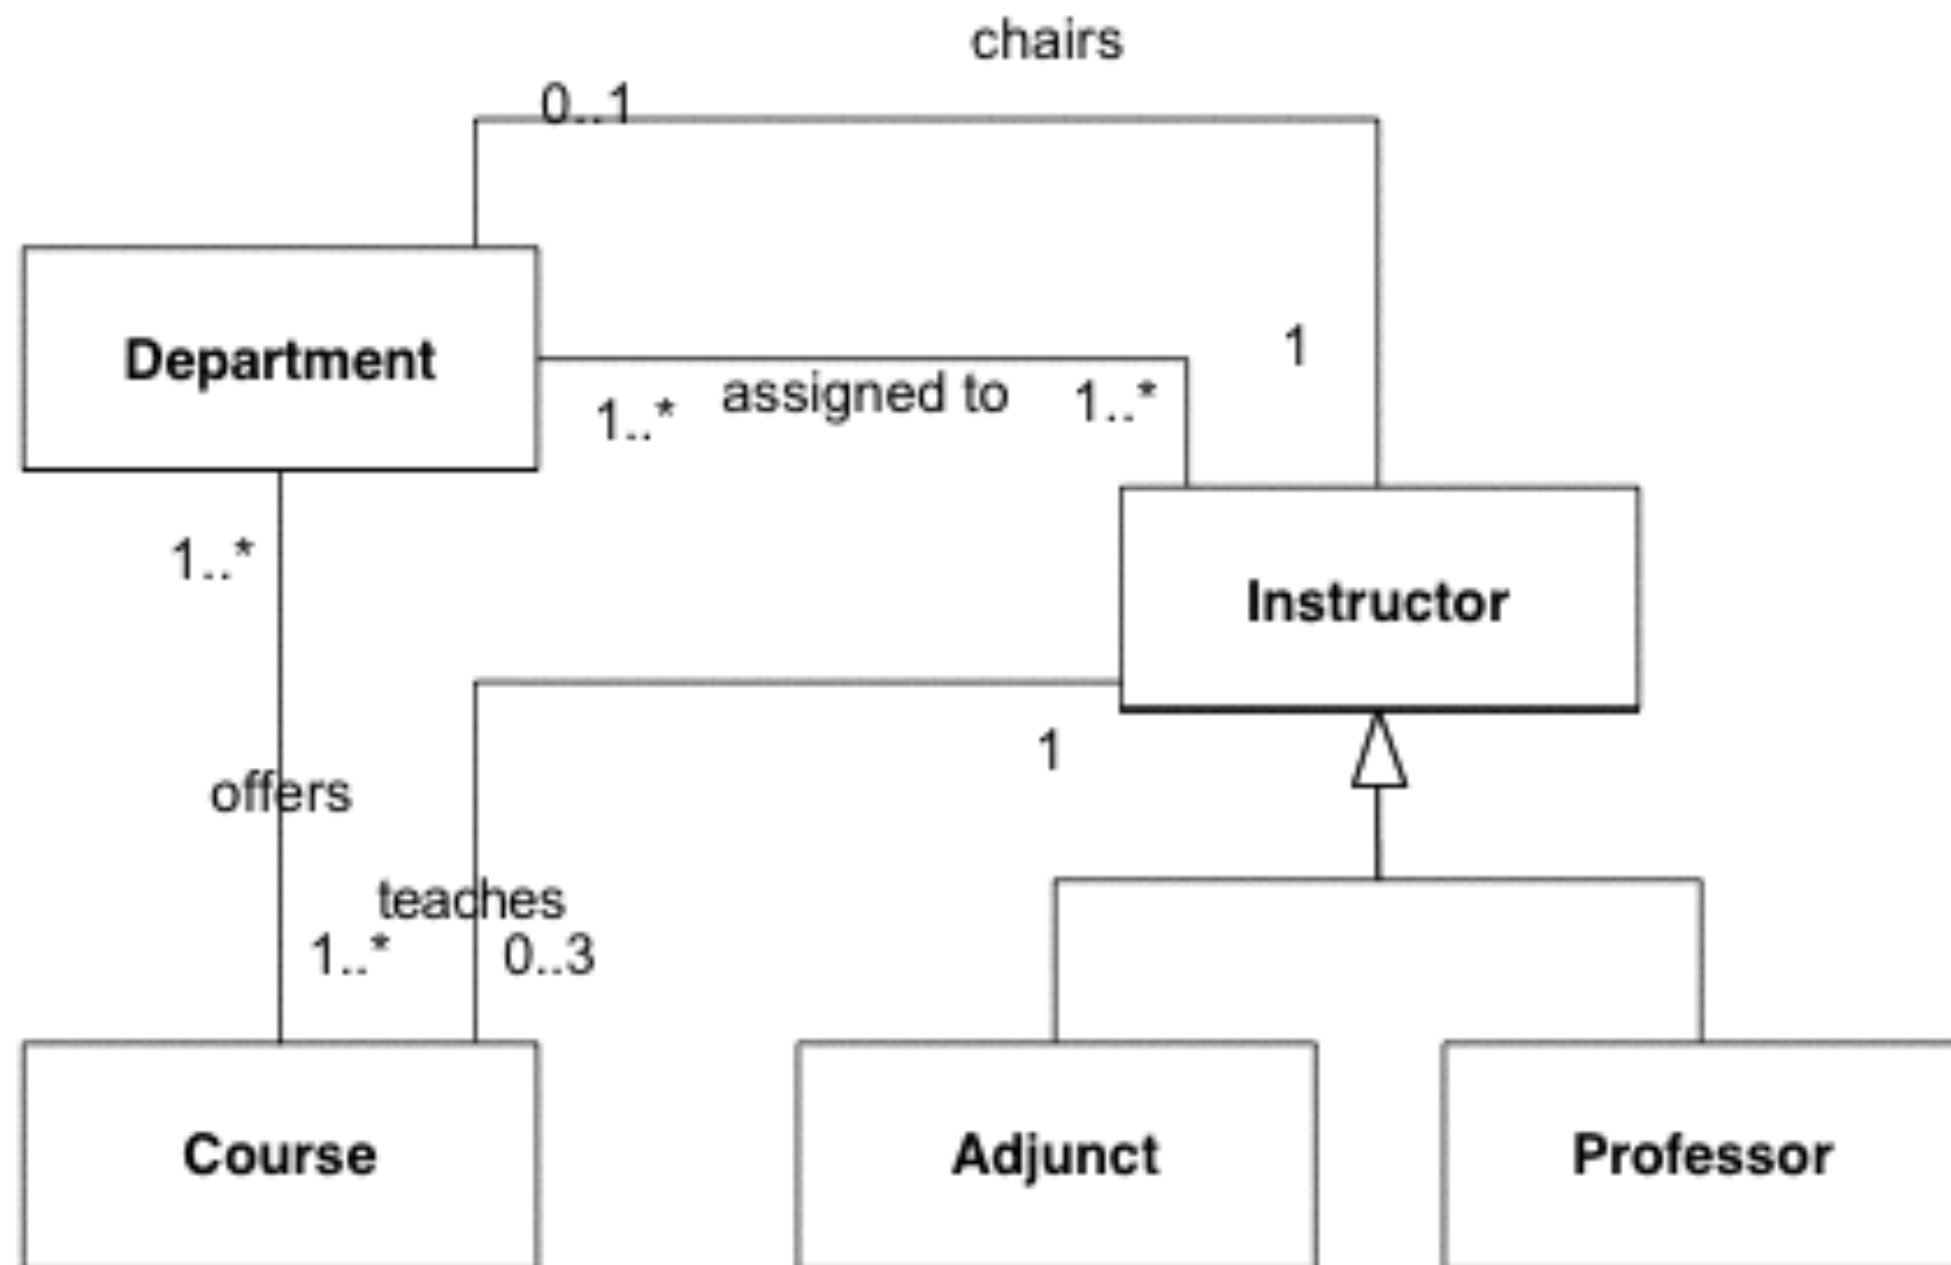 chairs
0..1
Department
1
1..*
assigned to
1..*
1..*
Instructor
1
offers
teaches
1..*
0..3
Course
Adjunct
Professor